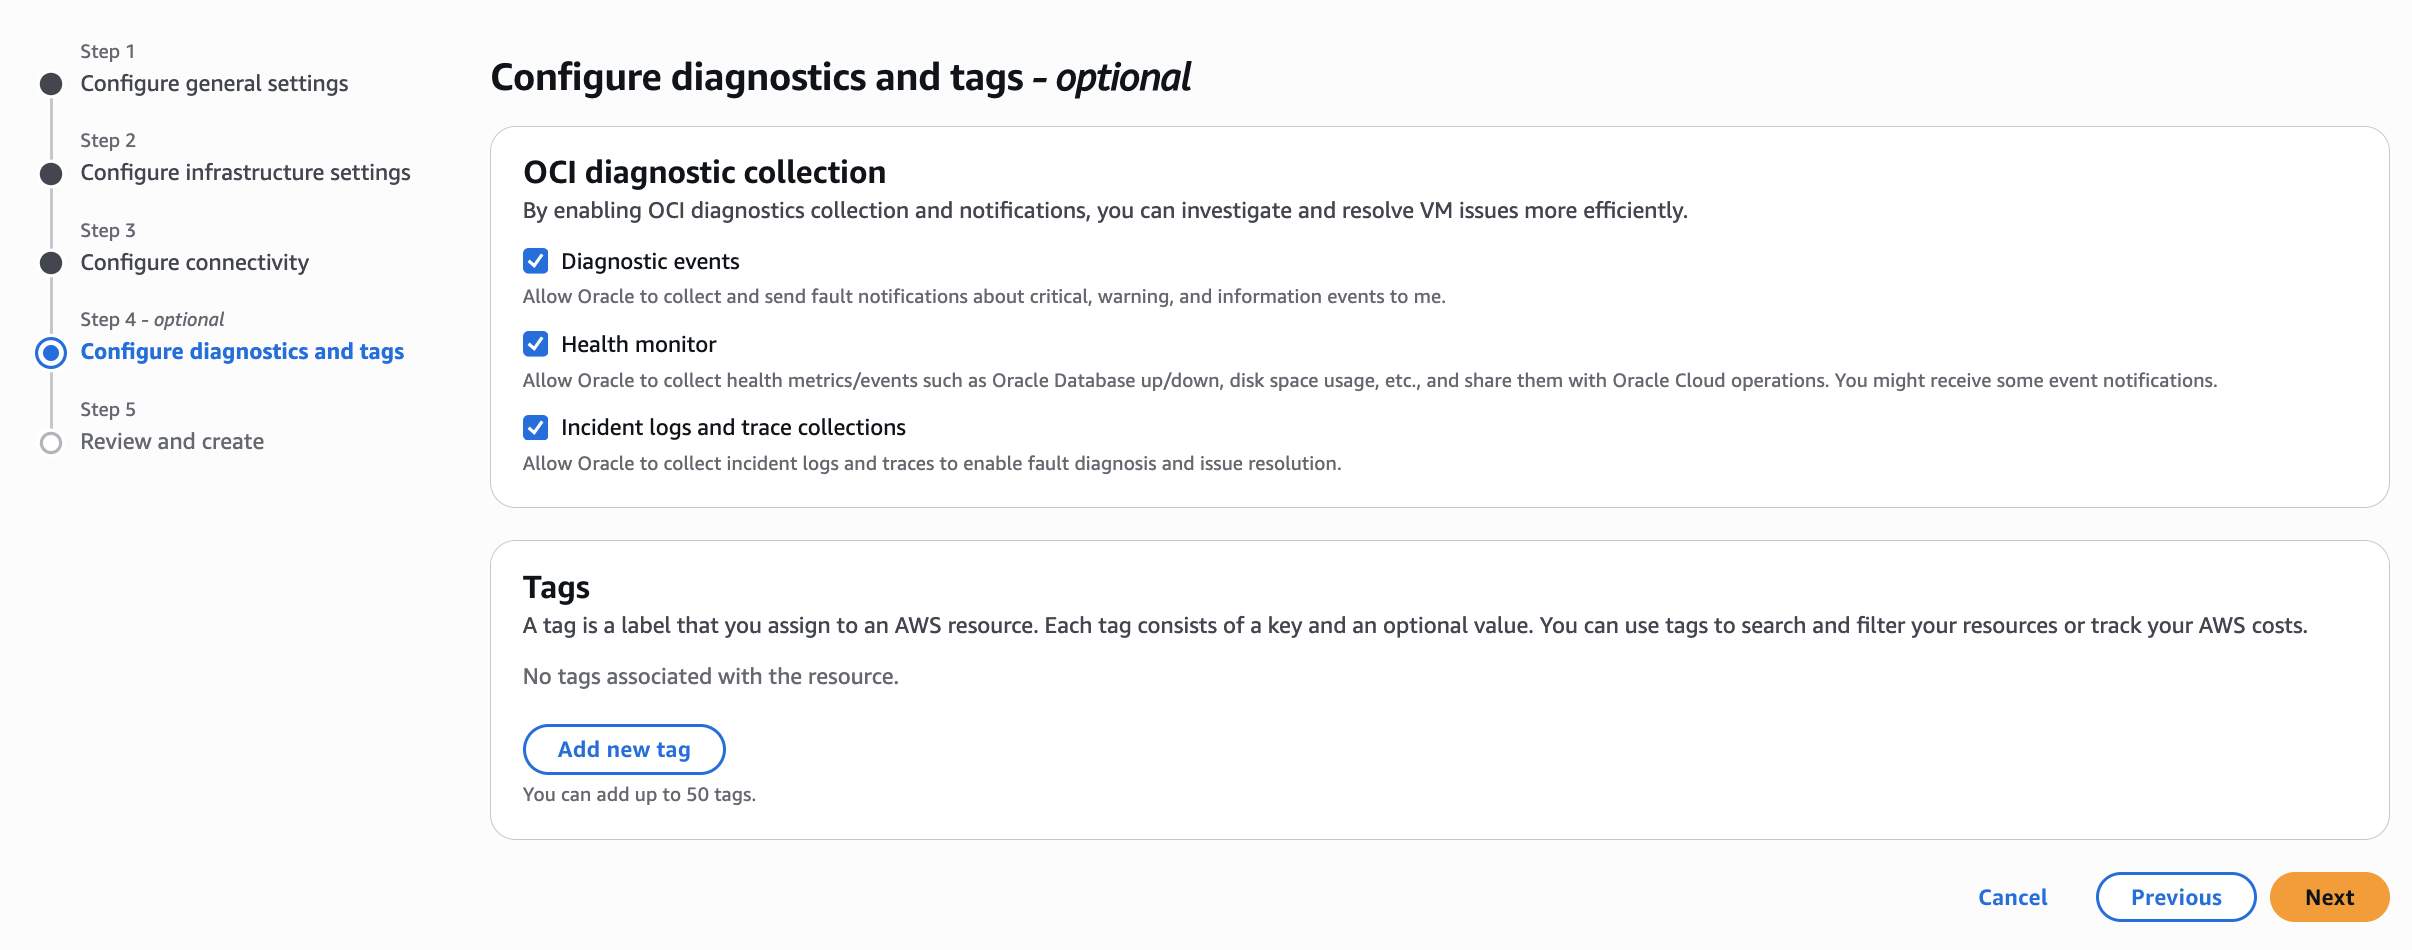 Step 1
Configure general settings
Step 2
Configure infrastructure settings
Step 3
Configure connectivity
Step 4 - optional
Configure diagnostics and tags
Step 5
Review and create
Configure diagnostics and tags - optional
OCI diagnostic collection
By enabling OCI diagnostics collection and notifications, you can investigate and resolve VM issues more efficiently.
Diagnostic events
Allow Oracle to collect and send fault notifications about critical, warning, and information events to me.
Health monitor
Allow Oracle to collect health metrics/events such as Oracle Database up/down, disk space usage, etc., and share them with Oracle Cloud operations. You might receive some event notifications.
Incident logs and trace collections
Allow Oracle to collect incident logs and traces to enable fault diagnosis and issue resolution.
Tags
A tag is a label that you assign to an AWS resource. Each tag consists of a key and an optional value. You can use tags to search and filter your resources or track your AWS costs.
No tags associated with the resource.
Add new tag
You can add up to 50 tags.
Cancel
Previous
Next